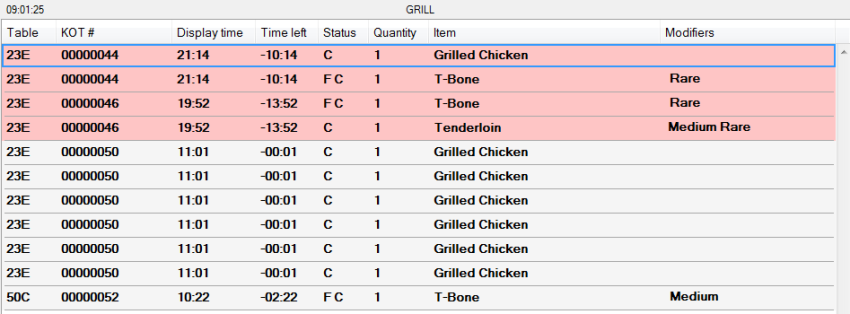 09:01:25 GRILL
Table KOT # Display time Time left Status Quantity Item Modifiers
23E 00000044 21:14 -10:14 C 1 Grilled Chicken
23E 00000044 21:14 -10:14 F C 1 T-Bone Rare
23E 00000046 19:52 -13:52 F C 1 T-Bone Rare
23E 00000046 19:52 -13:52 C 1 Tenderloin Medium Rare
23E 00000050 11:01 -00:01 C 1 Grilled Chicken
23E 00000050 11:01 -00:01 C 1 Grilled Chicken
23E 00000050 11:01 -00:01 C 1 Grilled Chicken
23E 00000050 11:01 -00:01 C 1 Grilled Chicken
23E 00000050 11:01 -00:01 C 1 Grilled Chicken
23E 00000050 11:01 -00:01 C 1 Grilled Chicken
50C 00000052 10:22 -02:22 F C 1 T-Bone Medium